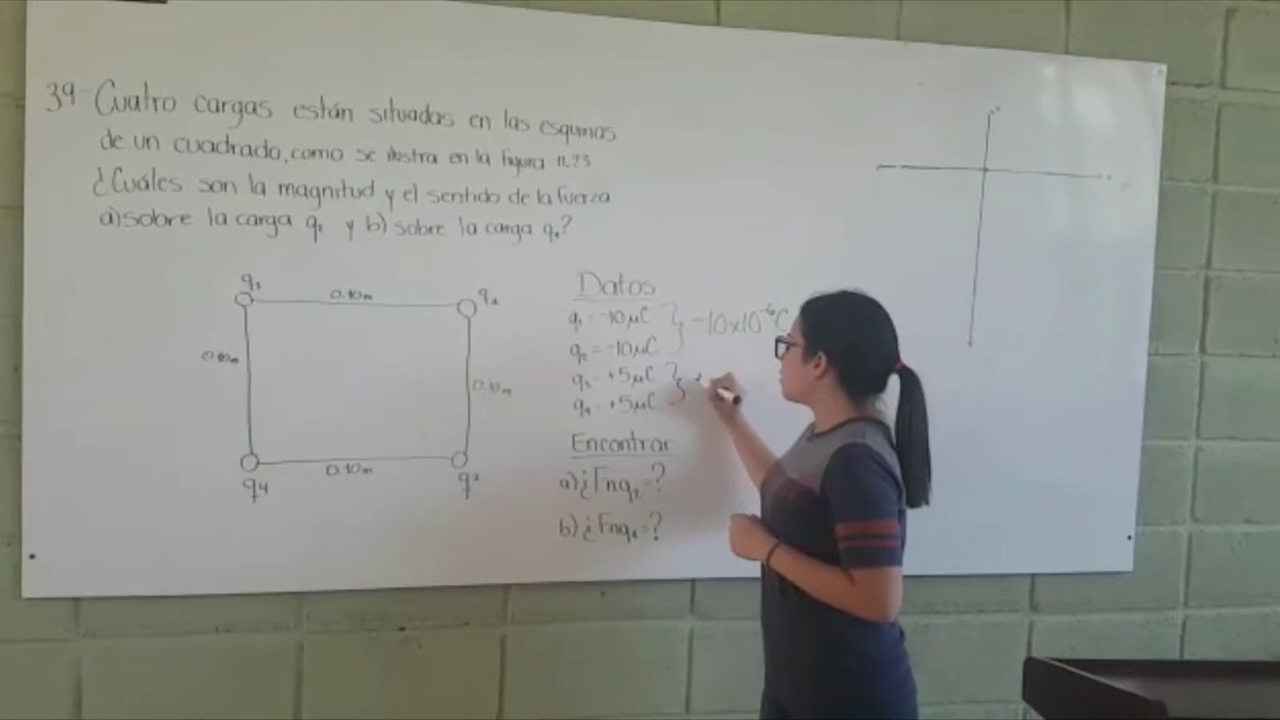 39- Cuatro cargas están situadas en las esquinas
de un cuadrado, como se ilustra en la figura 11.23
¿Cuáles son la magnitud y el sentido de la fuerza
a) sobre la carga q₂ y b) sobre la carga q₄?
q₁
0.10m
q₂
0.10m
0.10m
0.10m
q₄
q₃
Datos
q₁ = -10μC
q₂ = -10μC
} -10x10⁻⁶C
q₃ = +5μC
q₄ = +5μC
} +
Encontrar
a) ¿Fnq₂=?
b) ¿Fnq₄=?